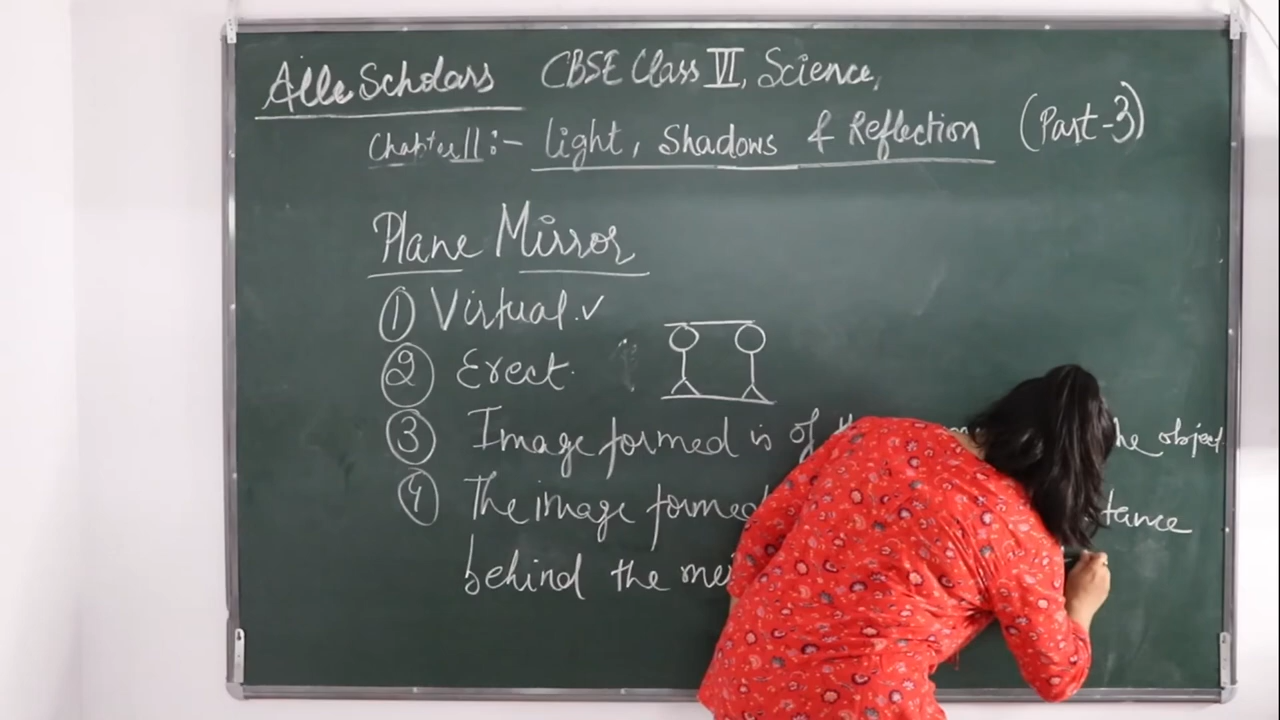 Alle Scholars CBSE Class VI, Science,
Chapter 11 :- Light, Shadows & Reflection (Part-3)
Plane Mirror
① Virtual. ✓
② Erect.
③ Image formed is of he object.
④ The image formed tance
behind the